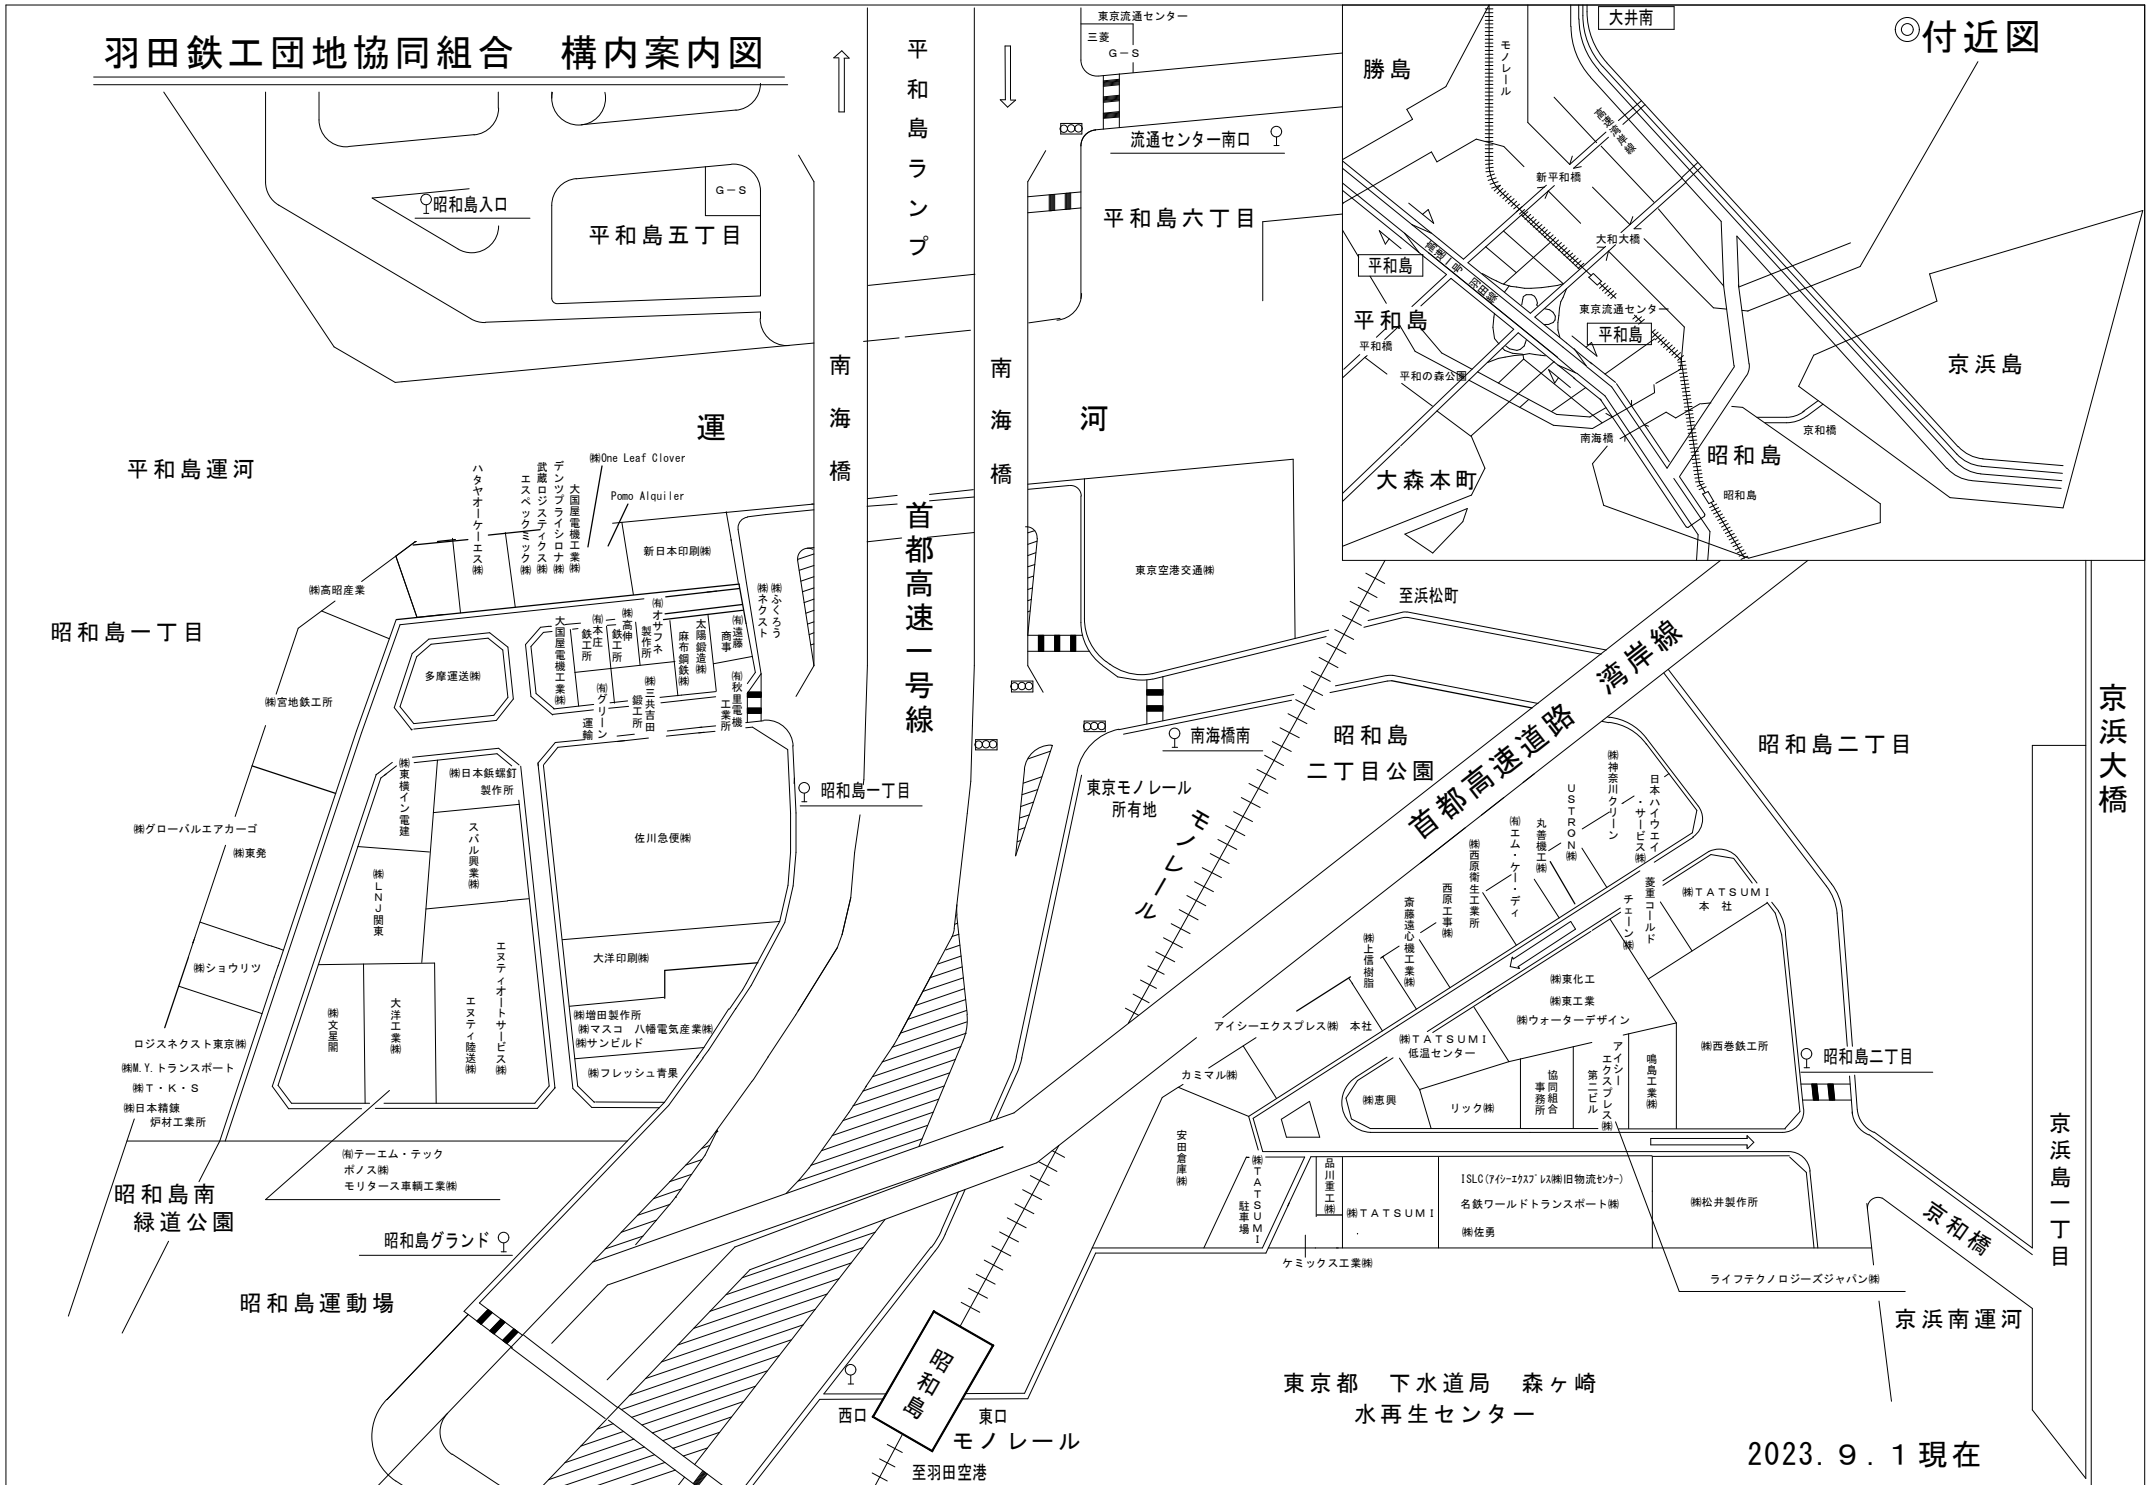 羽田鉄工団地協同組合　構内案内図
平和島ランプ
東京流通センター
三菱
G－S
流通センター南口
昭和島入口
G－S
平和島五丁目
平和島六丁目
南海橋
南海橋
運河
平和島運河
◎付近図
大井南
勝島
モノレール
高速湾岸線
新平和橋
大和大橋
平和島
東京流通センター
平和島
平和島
平和橋
平和の森公園
京浜島
南海橋
昭和島
京和橋
大森本町
昭和島
首都高速一号線
ハタヤオーケーエス㈱
エスペックミック㈱
武蔵ロジスティクス㈱
デンツプライシロナ㈱
大国屋電機工業㈱
㈱One Leaf Clover
Pomo Alquiler
新日本印刷㈱
東京空港交通㈱
至浜松町
㈱高昭産業
昭和島一丁目
㈱宮地鉄工所
多摩運送㈱
大国屋電機工業㈱
㈲本庄
鉄工所
㈱高伸
鉄工所
㈲オサフネ
製作所
麻布鋼鉄㈱
太陽鍛造㈱
㈲遠藤
商事
㈱ネクスト
㈱ふくろう
㈲グリーン
運輸
㈱三共吉田
鍛工所
㈲秋里電機
工業所
㈱東横イン電建
㈱日本鋲螺釘
製作所
スバル興業㈱
佐川急便㈱
昭和島一丁目
㈱グローバルエアカーゴ
㈱東発
㈱LNJ関東
大洋印刷㈱
㈱ショウリツ
㈱文星閣
大洋工業㈱
エヌティ陸送㈱
エヌティオートサービス㈱
㈱増田製作所
㈱マスコ　八幡電気産業㈱
㈱サンビルド
㈱フレッシュ青果
ロジスネクスト東京㈱
㈱M.Y.トランスポート
㈱T・K・S
㈱日本精錬
炉材工業所
㈲テーエム・テック
ボノス㈱
モリタース車輌工業㈱
昭和島南
緑道公園
昭和島グランド
昭和島運動場
南海橋南
東京モノレール
所有地
モノレール
昭和島
二丁目公園
首都高速道路　湾岸線
昭和島二丁目
京浜大橋
㈱神奈川クリーン
日本ハイウエイ
・サービス㈱
USTRON㈱
丸善機工㈱
㈲エム・ケー・ディ
㈱西原衛生工業所
西原工事㈱
斎藤遠心機工業㈱
㈱上信樹脂
菱重コールド
チェーン㈱
㈱TATSUMI
本　社
アイシーエクスプレス㈱　本社
㈱TATSUMI
低温センター
㈱東化工
㈱東工業
㈱ウォーターデザイン
㈱西巻鉄工所
昭和島二丁目
カミマル㈱
㈱恵興
リック㈱
協同組合
事務所
アイシー
エクスプレス㈱
第二ビル
鳴島工業㈱
安田倉庫㈱
㈱TATSUMI
駐車場
品川重工㈱
㈱TATSUMI
ISLC(ｱｲｼｰｴｸｽﾌﾟﾚｽ㈱旧物流ｾﾝﾀｰ)
名鉄ワールドトランスポート㈱
㈱佐勇
㈱松井製作所
ケミックス工業㈱
ライフテクノロジーズジャパン㈱
京浜島一丁目
京和橋
京浜南運河
昭和島
西口
東口
モノレール
至羽田空港
東京都　下水道局　森ヶ崎
水再生センター
2023.９.１現在